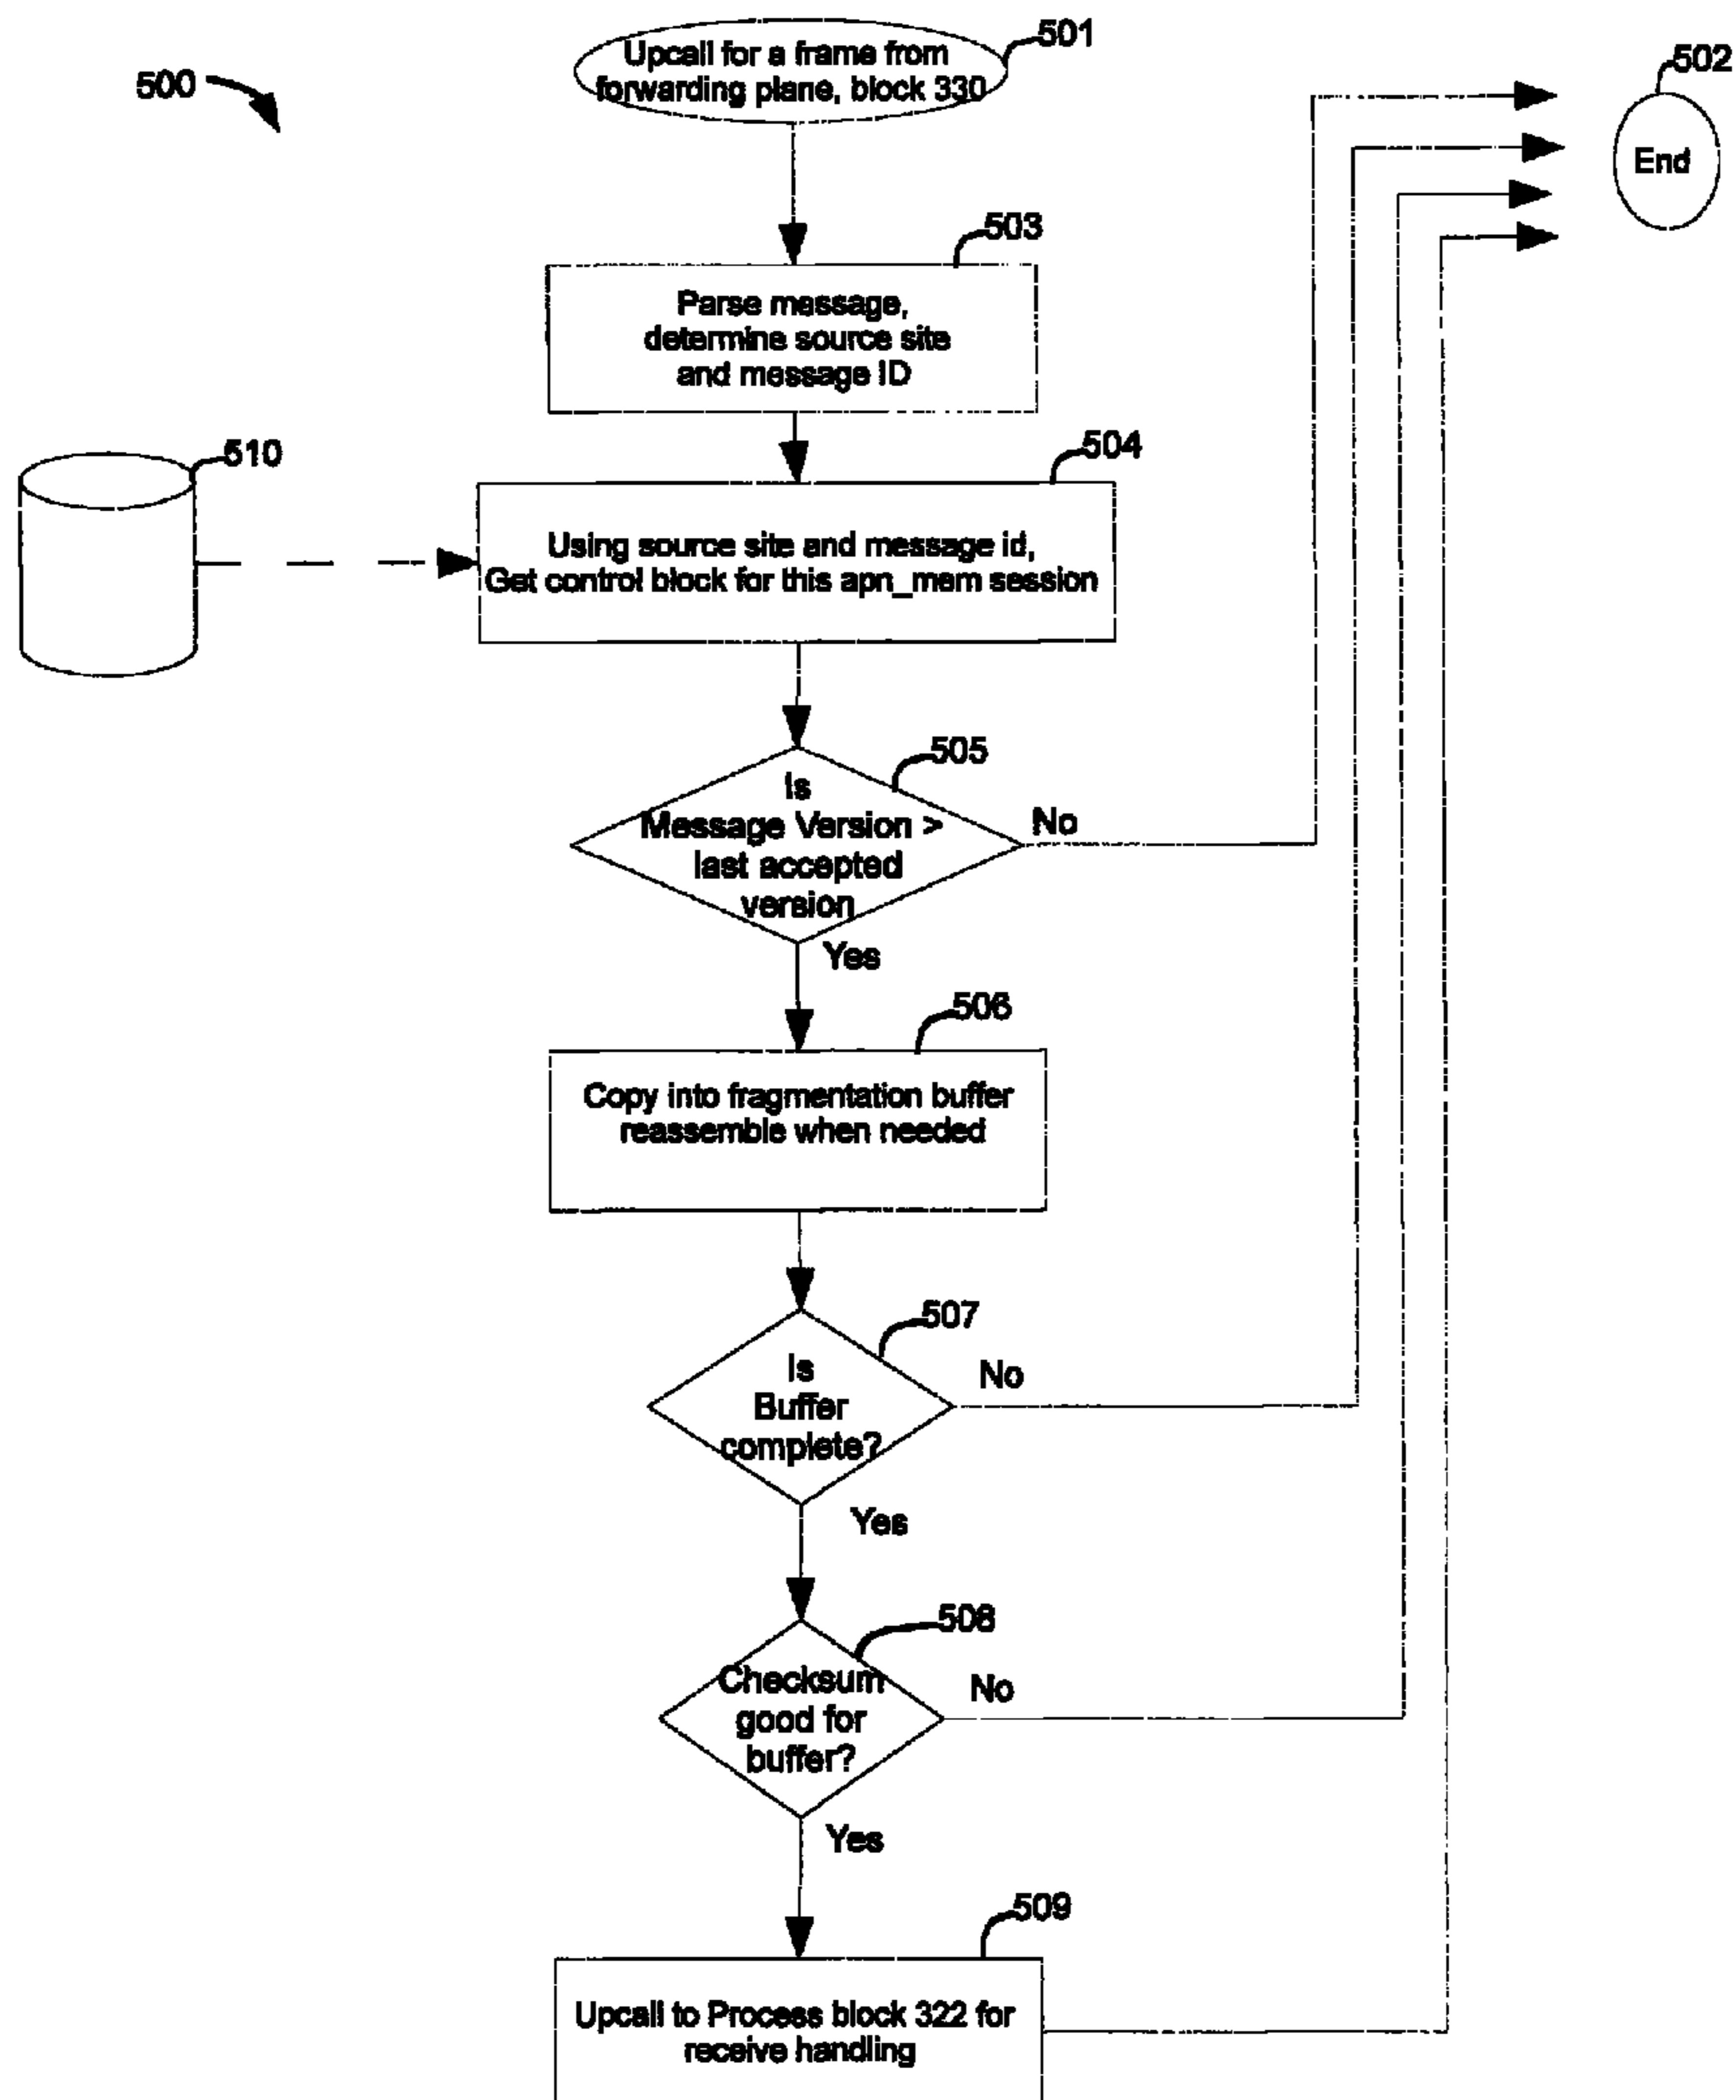 500
Upcall for a frame from
forwarding plane, block 330
501
502
End
503
Parse message,
determine source site
and message ID
510
504
Using source site and message id,
Get control block for this apn_mem session
505
Is
Message Version >
last accepted
version
No
Yes
506
Copy into fragmentation buffer
reassemble when needed
507
Is
Buffer
complete?
No
Yes
508
Checksum
good for
buffer?
No
Yes
509
Upcall to Process block 322 for
receive handling